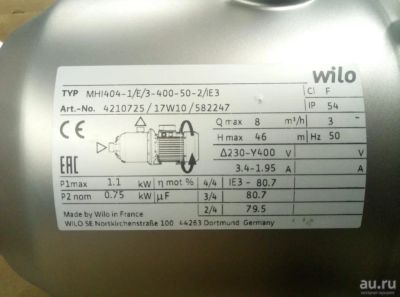 wilo
TYP MHI404-1/E/3-400-50-2/IE3 Cl F
Art.-No. 4210725 / 17W10 / 582247 IP 54
CE Q max 8 m³/h 3 ~
H max 46 m Hz 50
EAC Δ230-Y400 V V
3.4-1.95 A A
P1max 1.1 kW η mot % 4/4 IE3 - 80.7
P2 nom 0.75 kW µF 3/4 80.7
Made by Wilo in France 2/4 79.5
WILO SE Nortkirchenstraße 100 44263 Dortmund Germany
au.ru